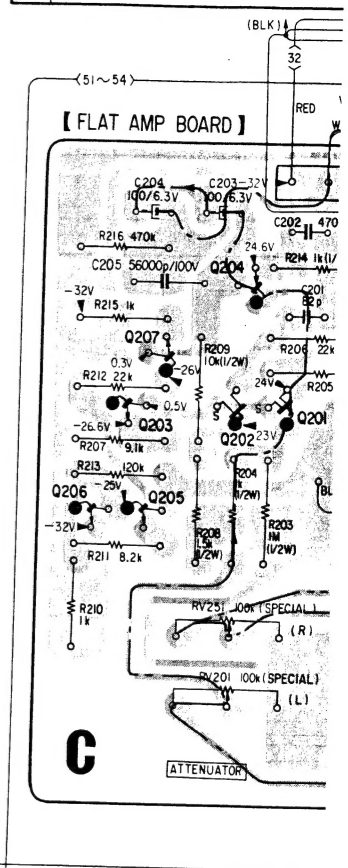 (BLK)
32
<51～54>
RED
W
【FLAT AMP BOARD】
C204
100/6.3V
C203
-32V
100/6.3V
C202 470
R216 470k
24.6V
Q204
R214 1k(1/
C205 56000p/100V
-32V
R215 1k
C201
82p
Q207
R209
10k(1/2W)
R206 22k
0.3V
-26V
R212 22k
24V
R205
0.5V
S
S
-26.6V
Q203
Q202
23V
Q201
R207 9.1k
R213 120k
R204
1k
(1/2W)
-25V
Q206
Q205
(BL
-32V
R208
1.5k
(1/2W)
R203
1M
(1/2W)
R211 8.2k
R210
1k
RV251 100k (SPECIAL)
(R)
RV201 100k (SPECIAL)
(L)
C
ATTENUATOR